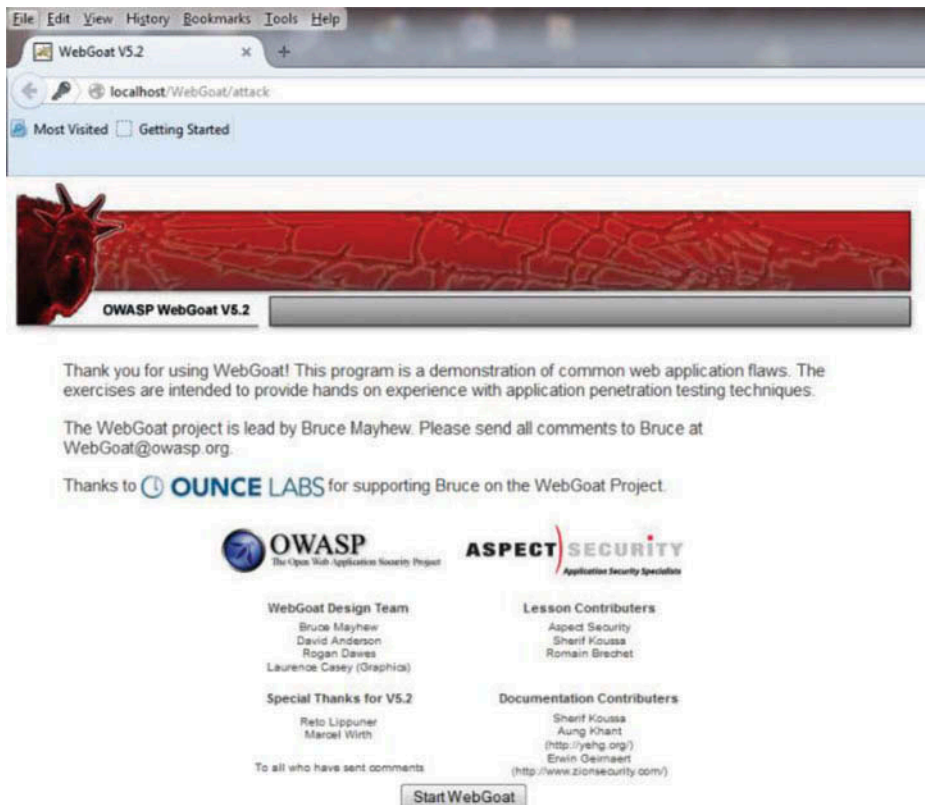 File Edit View History Bookmarks Tools Help
WebGoat V5.2
localhost/WebGoat/attack
Most Visited Getting Started
OWASP WebGoat V5.2
Thank you for using WebGoat! This program is a demonstration of common web application flaws. The
exercises are intended to provide hands on experience with application penetration testing techniques.
The WebGoat project is lead by Bruce Mayhew. Please send all comments to Bruce at
WebGoat@owasp.org.
Thanks to OUNCE LABS for supporting Bruce on the WebGoat Project.
OWASP
The Open Web Application Security Project
ASPECT SECURITY
Application Security Specialists
WebGoat Design Team
Bruce Mayhew
David Anderson
Rogan Dawes
Laurence Casey (Graphics)
Lesson Contributers
Aspect Security
Sherif Koussa
Romain Brechet
Special Thanks for V5.2
Reto Lippuner
Marcel Wirth
To all who have sent comments
Documentation Contributers
Sherif Koussa
Aung Khant
(http://yehg.org/)
Erwin Geirnaert
(http://www.zionsecurity.com/)
Start WebGoat